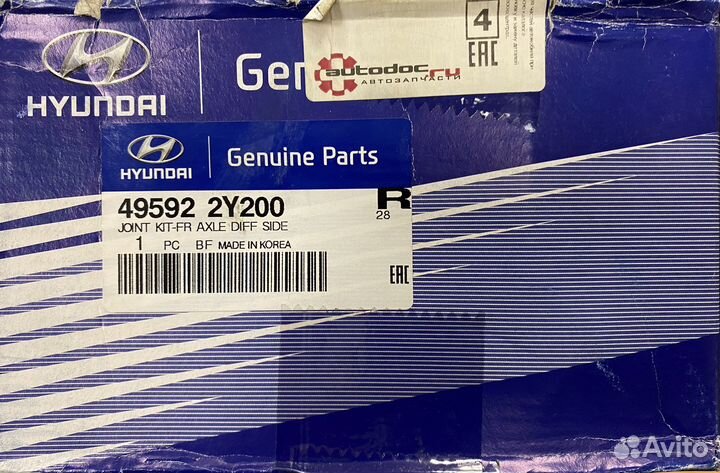 HYUNDAI
Gen
autodoc.ru
АВТОЗАПЧАСТИ
4
EAC
HYUNDAI
Genuine Parts
49592 2Y200
R
28
JOINT KIT-FR AXLE DIFF SIDE
1 PC BF MADE IN KOREA
EAC
Avito